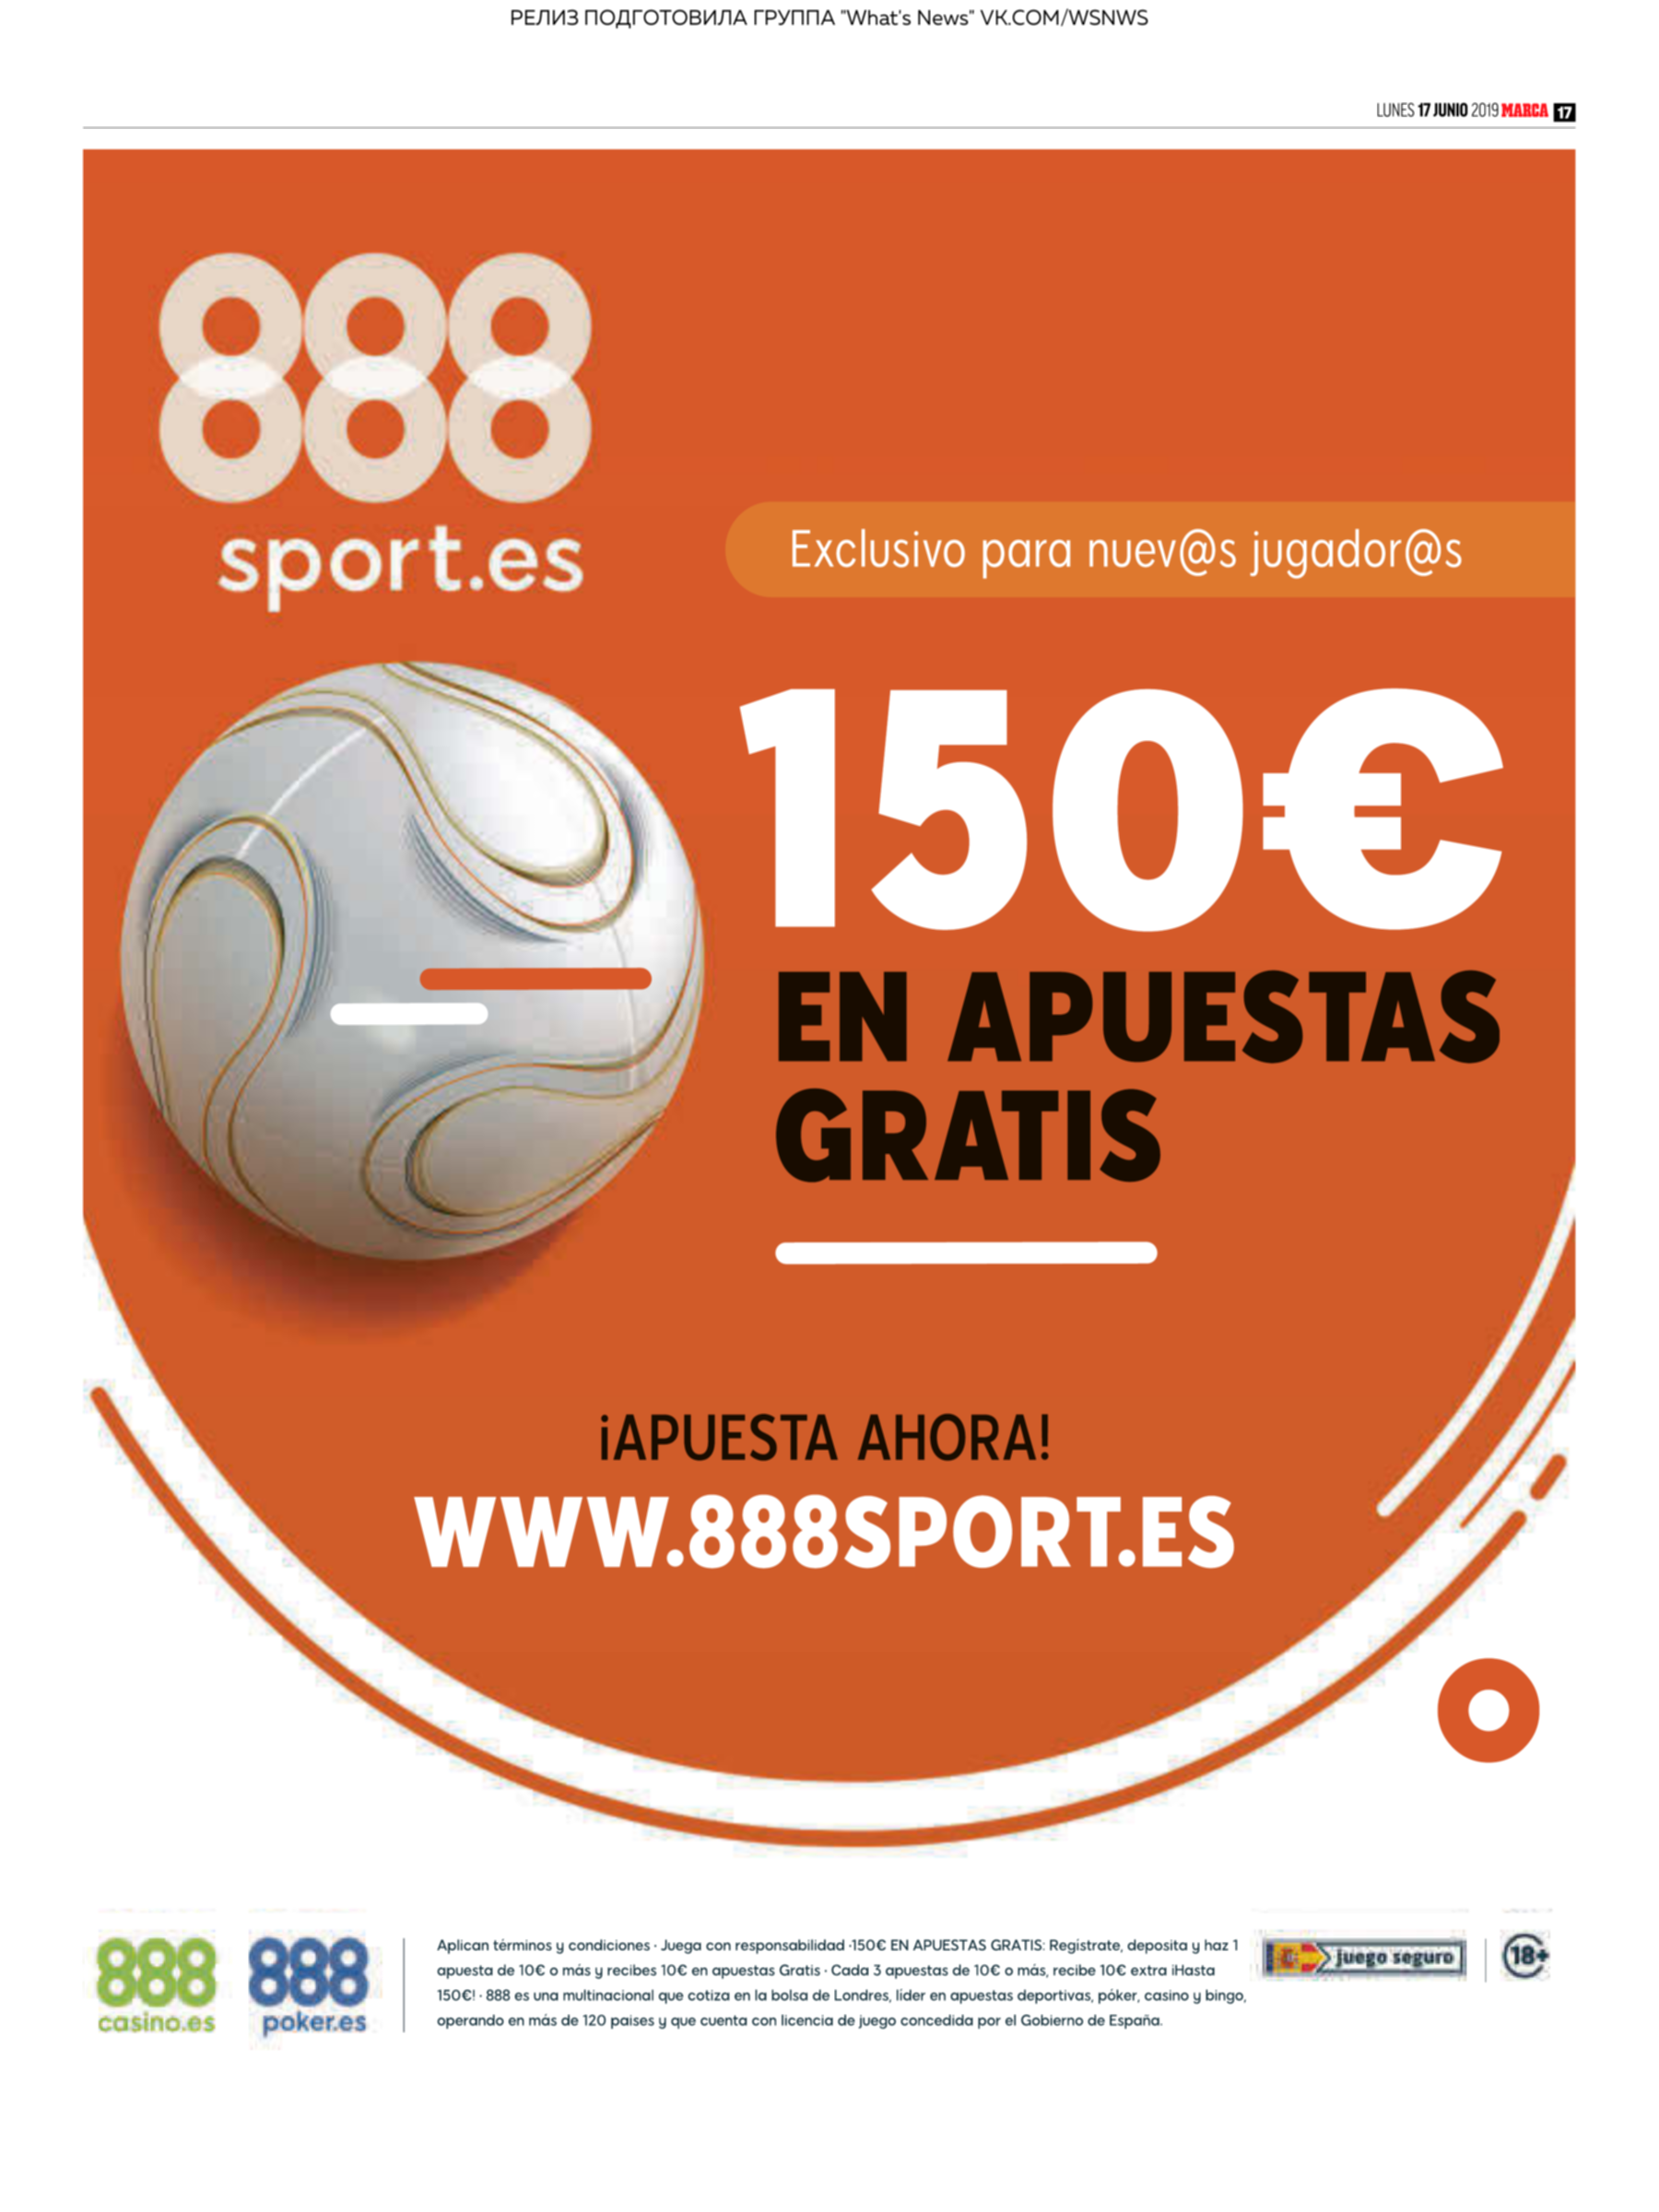 РЕЛИЗ ПОДГОТОВИЛА ГРУППА "What's News" VK.COM/WSNWS
LUNES 17 JUNIO 2019 MARCA 17
888
sport.es
Exclusivo para nuev@s jugador@s
150€
EN APUESTAS
GRATIS
¡APUESTA AHORA!
WWW.888SPORT.ES
888
casino.es
888
poker.es
Aplican términos y condiciones · Juega con responsabilidad ·150€ EN APUESTAS GRATIS: Regístrate, deposita y haz 1
apuesta de 10€ o más y recibes 10€ en apuestas Gratis · Cada 3 apuestas de 10€ o más, recibe 10€ extra ¡Hasta
150€! · 888 es una multinacional que cotiza en la bolsa de Londres, líder en apuestas deportivas, póker, casino y bingo,
operando en más de 120 paises y que cuenta con licencia de juego concedida por el Gobierno de España.
juego seguro
18+